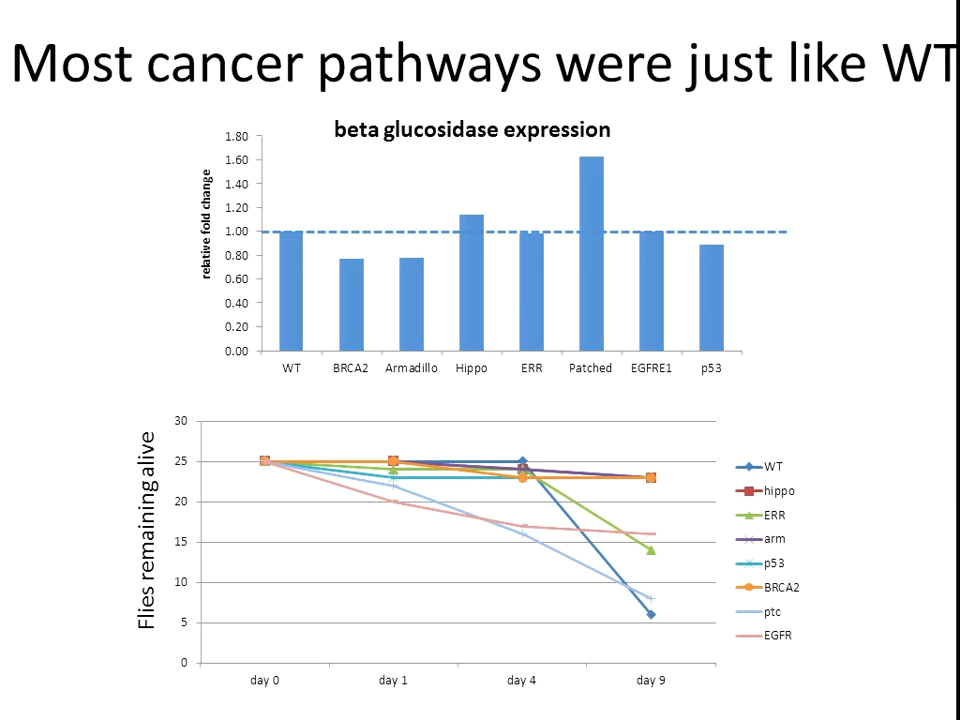 Most cancer pathways were just like WT
beta glucosidase expression
relative fold change
1.80
1.60
1.40
1.20
1.00
0.80
0.60
0.40
0.20
0.00
WT BRCA2 Armadillo Hippo ERR Patched EGFRE1 p53
Flies remaining alive
30
25
20
15
10
5
0
day 0 day 1 day 4 day 9
WT
hippo
ERR
arm
p53
BRCA2
ptc
EGFR